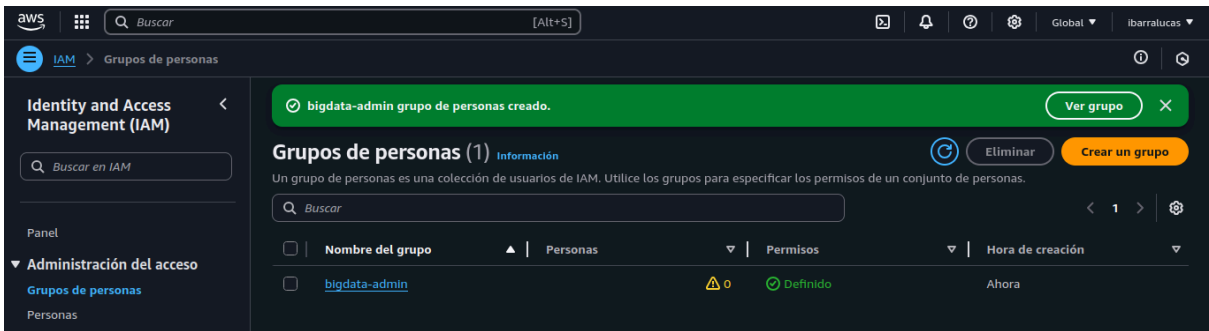 aws
Buscar [Alt+S] Global ▼ ibarralucas ▼
IAM > Grupos de personas
Identity and Access
Management (IAM)
Buscar en IAM
Panel
Administración del acceso
Grupos de personas
Personas
bigdata-admin grupo de personas creado. Ver grupo
Grupos de personas (1) Información Eliminar Crear un grupo
Un grupo de personas es una colección de usuarios de IAM. Utilice los grupos para especificar los permisos de un conjunto de personas.
Buscar < 1 >
Nombre del grupo Personas Permisos Hora de creación
bigdata-admin 0 Definido Ahora